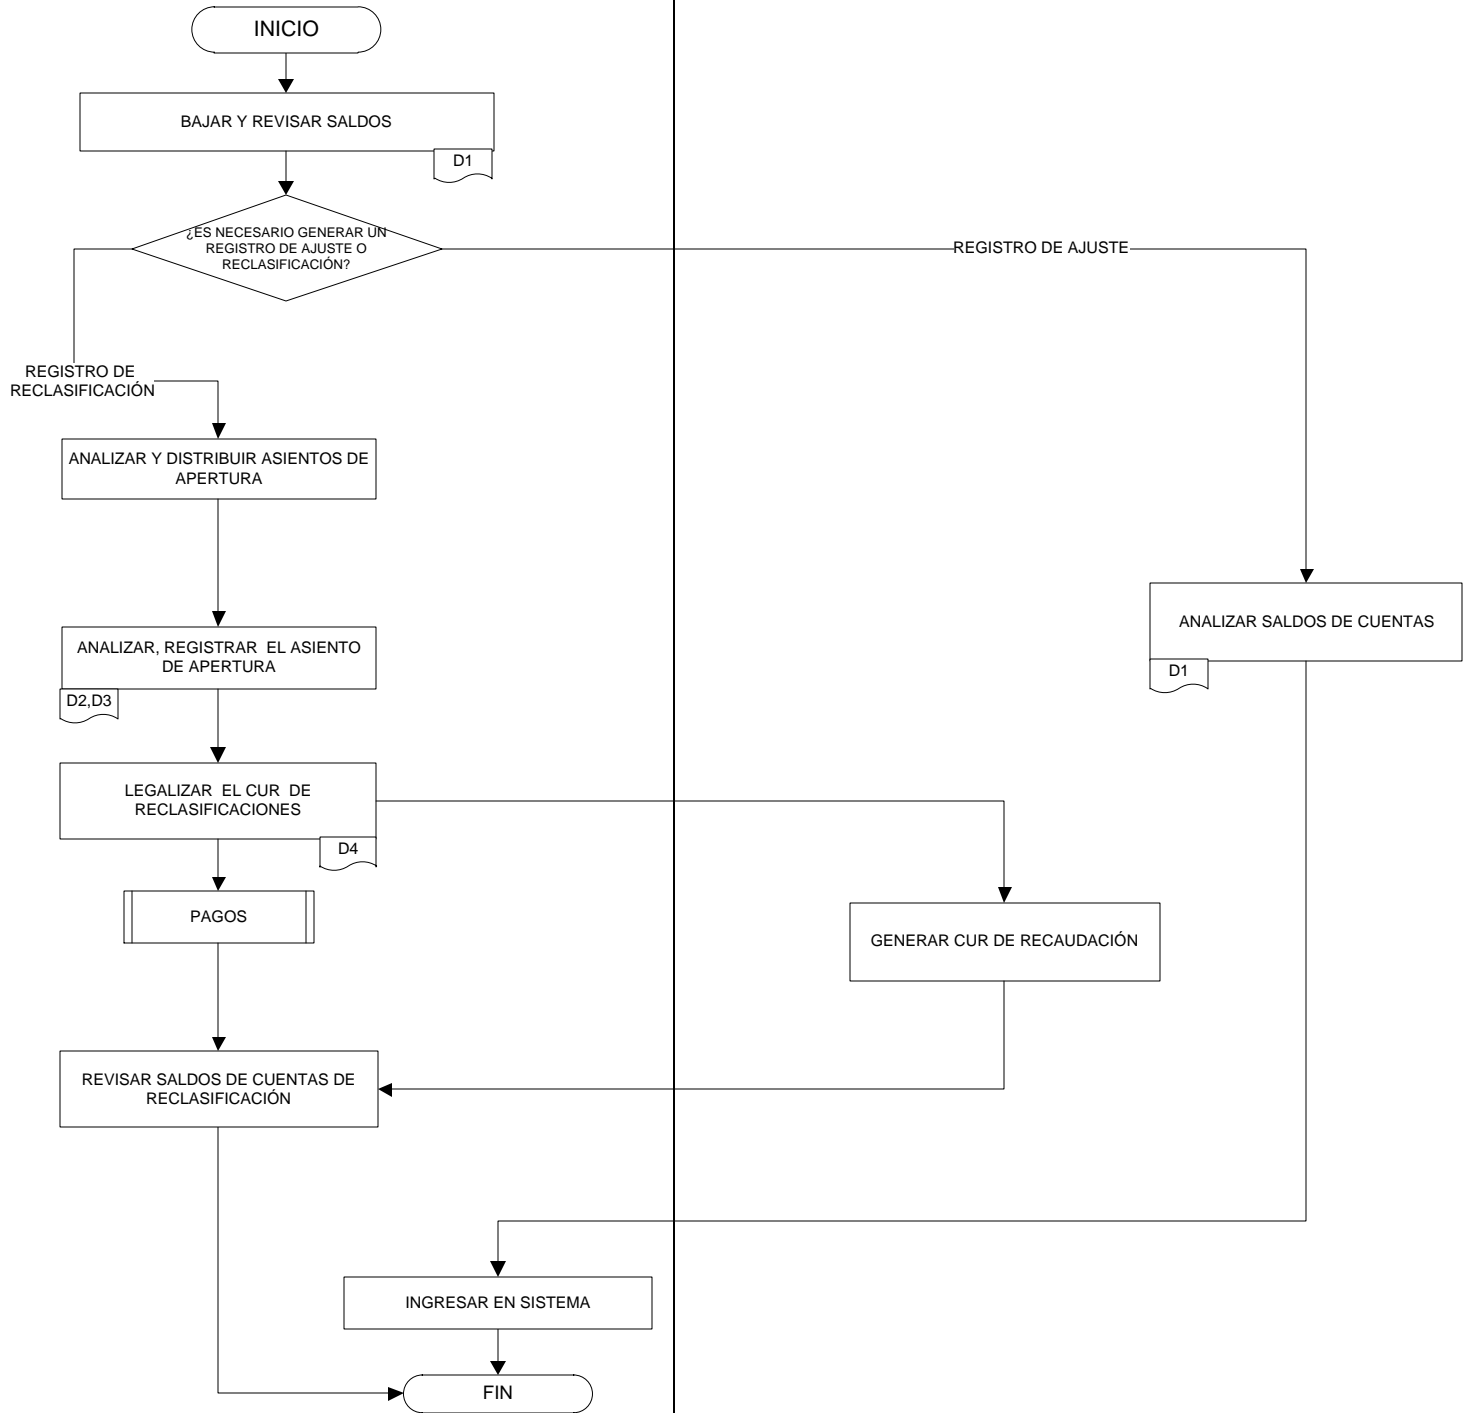 INICIO
BAJAR Y REVISAR SALDOS
D1
¿ES NECESARIO GENERAR UN
REGISTRO DE AJUSTE O
RECLASIFICACIÓN?
REGISTRO DE AJUSTE
REGISTRO DE
RECLASIFICACIÓN
ANALIZAR Y DISTRIBUIR ASIENTOS DE
APERTURA
ANALIZAR SALDOS DE CUENTAS
D1
ANALIZAR, REGISTRAR EL ASIENTO
DE APERTURA
D2,D3
LEGALIZAR EL CUR DE
RECLASIFICACIONES
D4
PAGOS
GENERAR CUR DE RECAUDACIÓN
REVISAR SALDOS DE CUENTAS DE
RECLASIFICACIÓN
INGRESAR EN SISTEMA
FIN